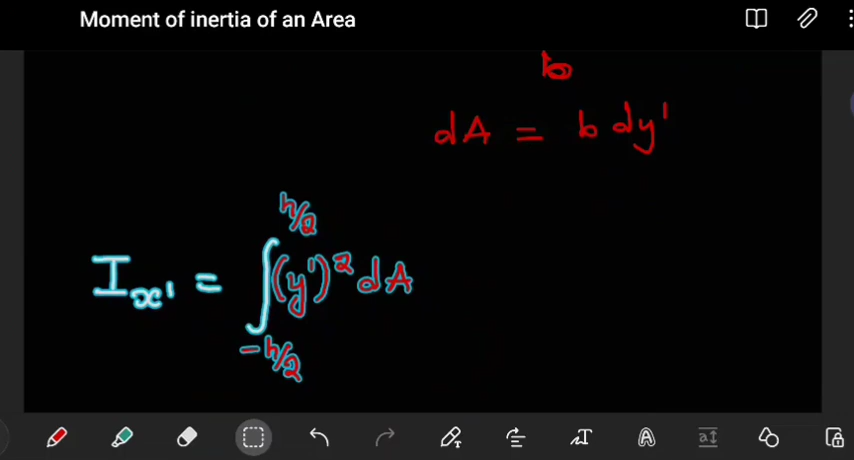 Moment of inertia of an Area
b
dA = b dy'
h/2
I_x' = ∫(y')² dA
-h/2